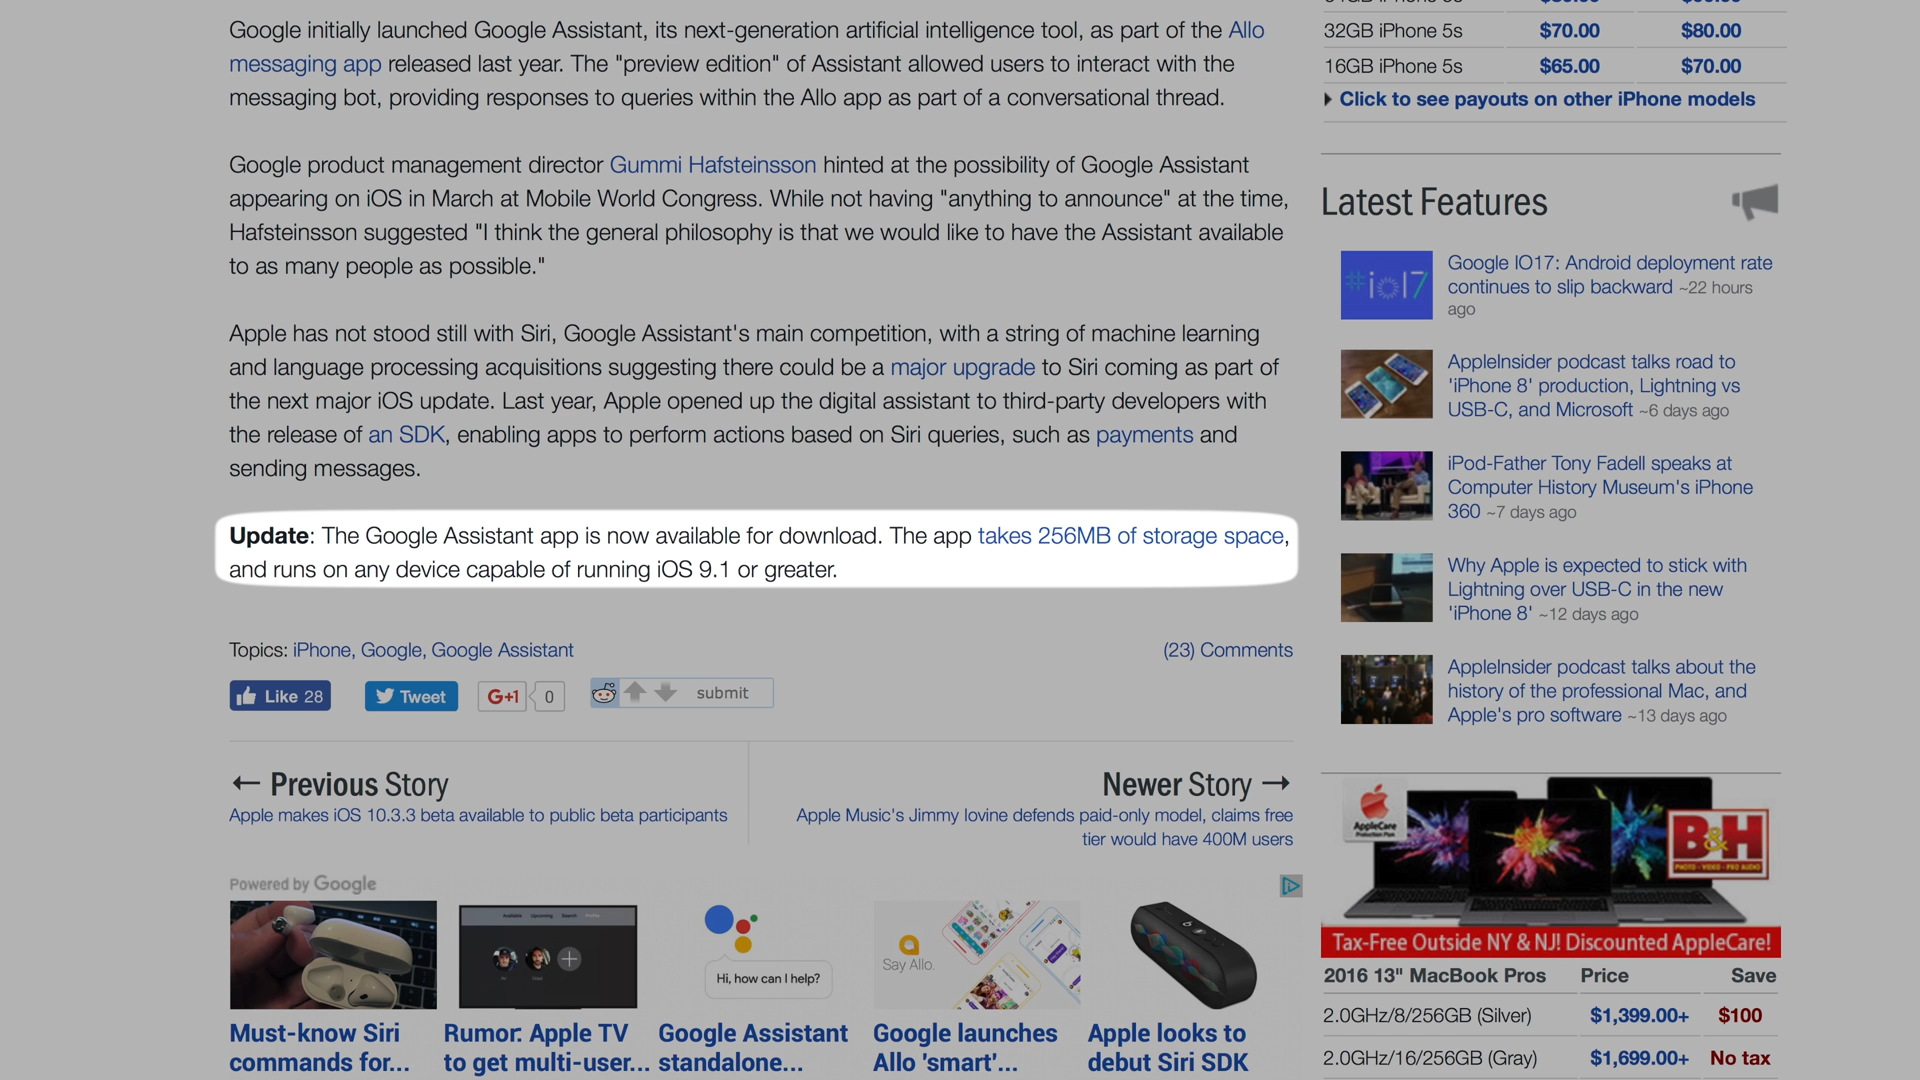 Google initially launched Google Assistant, its next-generation artificial intelligence tool, as part of the Allo
messaging app released last year. The "preview edition" of Assistant allowed users to interact with the
messaging bot, providing responses to queries within the Allo app as part of a conversational thread.
Google product management director Gummi Hafsteinsson hinted at the possibility of Google Assistant
appearing on iOS in March at Mobile World Congress. While not having "anything to announce" at the time,
Hafsteinsson suggested "I think the general philosophy is that we would like to have the Assistant available
to as many people as possible."
Apple has not stood still with Siri, Google Assistant's main competition, with a string of machine learning
and language processing acquisitions suggesting there could be a major upgrade to Siri coming as part of
the next major iOS update. Last year, Apple opened up the digital assistant to third-party developers with
the release of an SDK, enabling apps to perform actions based on Siri queries, such as payments and
sending messages.
Update: The Google Assistant app is now available for download. The app takes 256MB of storage space,
and runs on any device capable of running iOS 9.1 or greater.
Topics: iPhone, Google, Google Assistant (23) Comments
Like 28 Tweet G+1 0 submit
← Previous Story
Apple makes iOS 10.3.3 beta available to public beta participants
Newer Story →
Apple Music's Jimmy Iovine defends paid-only model, claims free
tier would have 400M users
Powered by Google
Hi, how can I help?
Say Allo.
Must-know Siri
commands for...
Rumor: Apple TV
to get multi-user...
Google Assistant
standalone...
Google launches
Allo 'smart'...
Apple looks to
debut Siri SDK
32GB iPhone 5s $70.00 $80.00
16GB iPhone 5s $65.00 $70.00
Click to see payouts on other iPhone models
Latest Features
#io17
Google IO17: Android deployment rate
continues to slip backward ~22 hours
ago
AppleInsider podcast talks road to
'iPhone 8' production, Lightning vs
USB-C, and Microsoft ~6 days ago
iPod-Father Tony Fadell speaks at
Computer History Museum's iPhone
360 ~7 days ago
Why Apple is expected to stick with
Lightning over USB-C in the new
'iPhone 8' ~12 days ago
AppleInsider podcast talks about the
history of the professional Mac, and
Apple's pro software ~13 days ago
AppleCare
Protection Plan
B&H
PHOTO - VIDEO - PRO AUDIO
Tax-Free Outside NY & NJ! Discounted AppleCare!
2016 13" MacBook Pros Price Save
2.0GHz/8/256GB (Silver) $1,399.00+ $100
2.0GHz/16/256GB (Gray) $1,699.00+ No tax